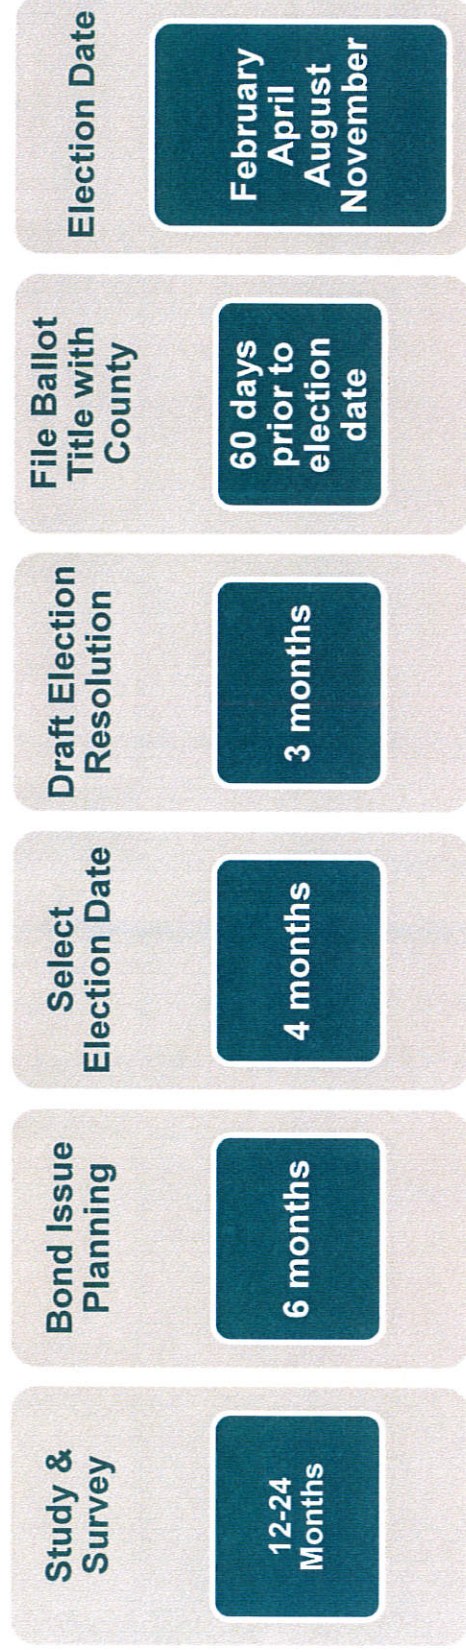 Study &
Survey
12-24
Months
Bond Issue
Planning
6 months
Select
Election Date
4 months
Draft Election
Resolution
3 months
File Ballot
Title with
County
60 days
prior to
election
date
Election Date
February
April
August
November